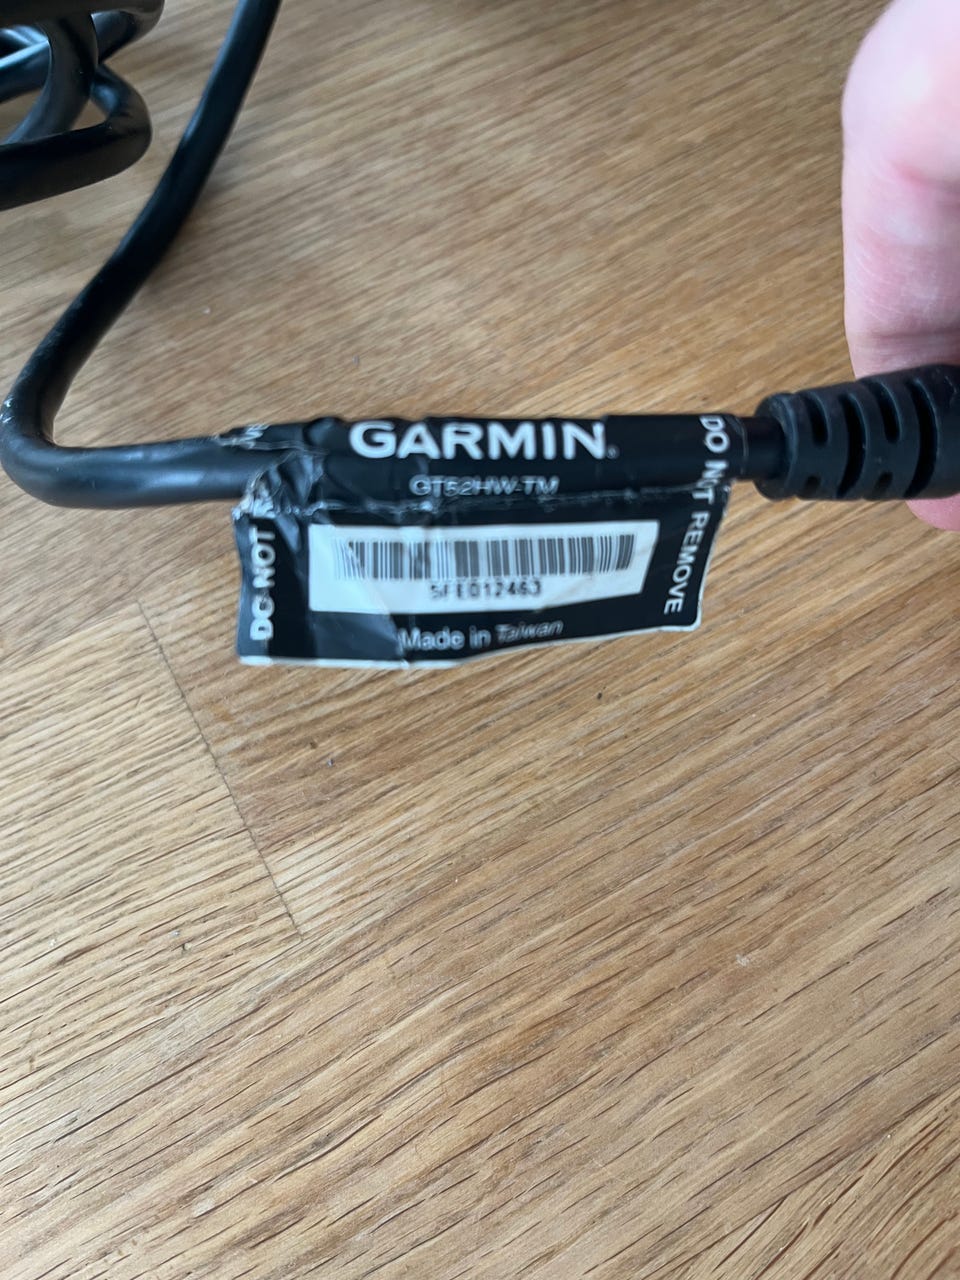 GARMIN.
GT52HW-TM
DO NOT
DO NOT REMOVE
5FE012463
Made in Taiwan